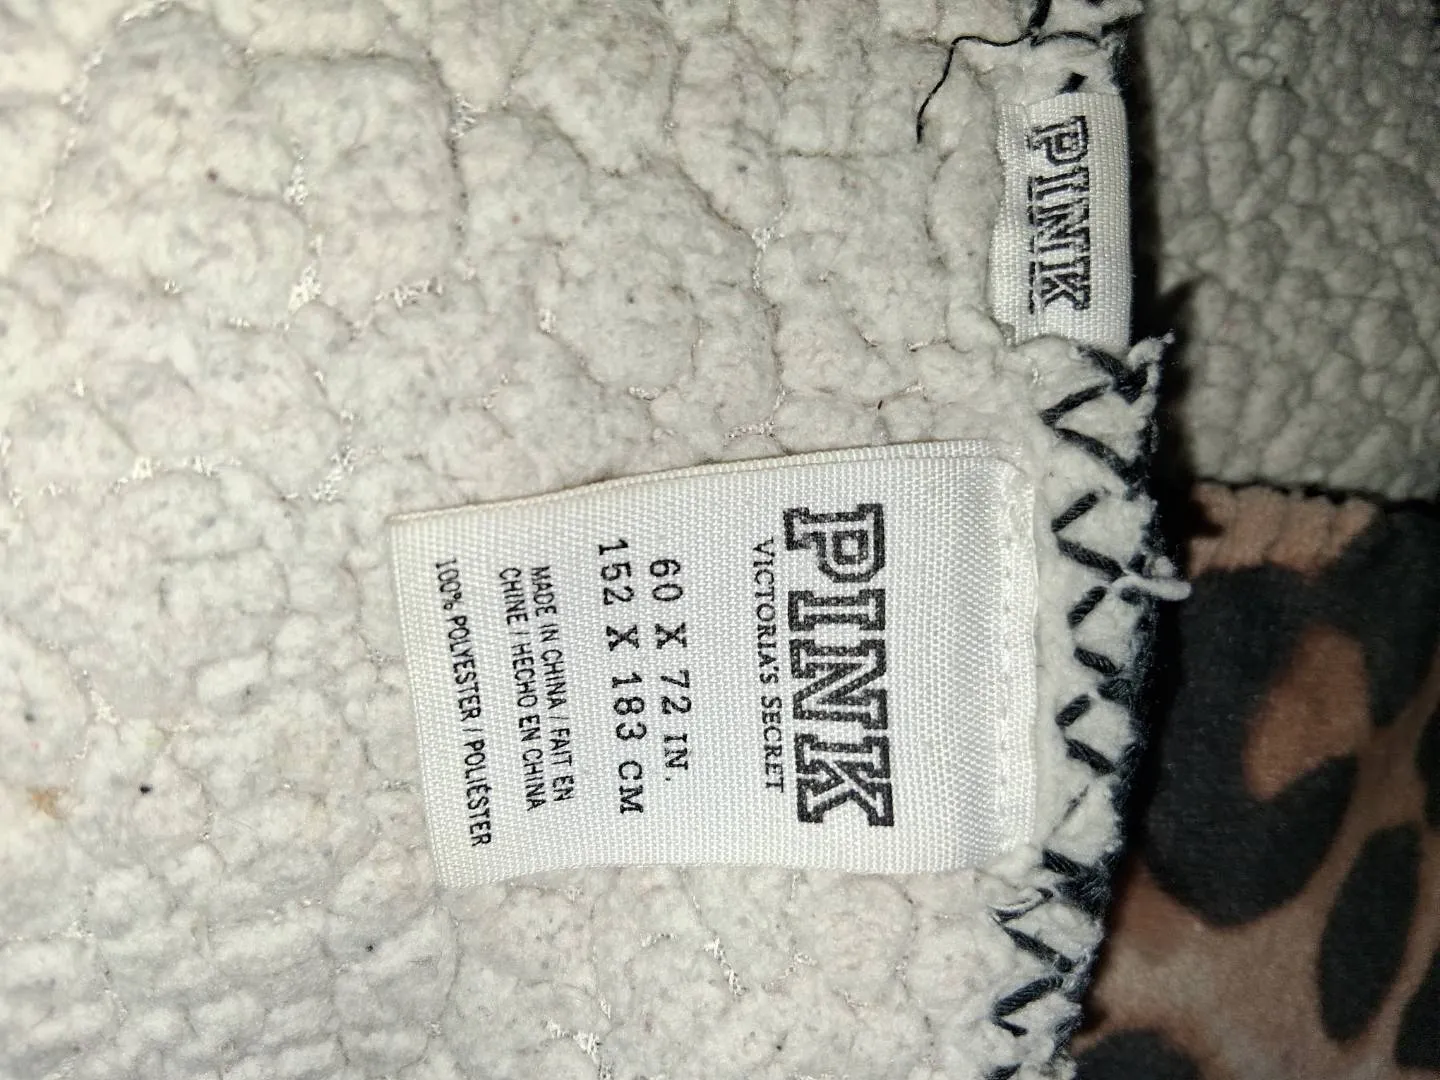 PINK
PINK
VICTORIA'S SECRET
60 X 72 IN.
152 X 183 CM
MADE IN CHINA / FAIT EN
CHINE / HECHO EN CHINA
100% POLYESTER / POLIÉSTER